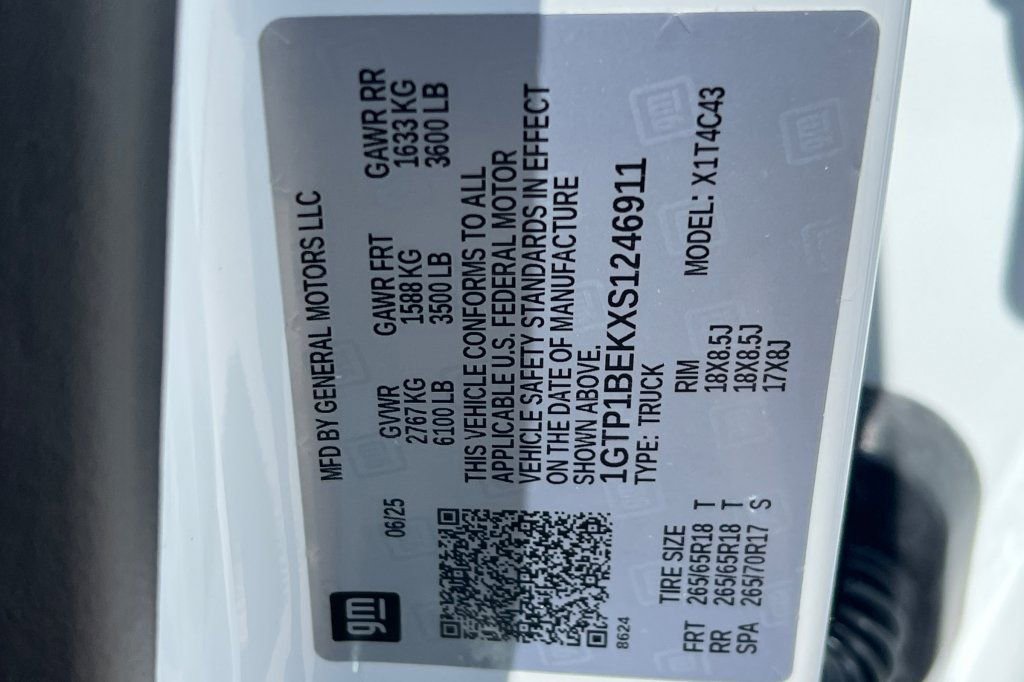 gm
06/25
MFD BY GENERAL MOTORS LLC
GVWR GAWR FRT GAWR RR
2767 KG 1588 KG 1633 KG
6100 LB 3500 LB 3600 LB
THIS VEHICLE CONFORMS TO ALL
APPLICABLE U.S. FEDERAL MOTOR
VEHICLE SAFETY STANDARDS IN EFFECT
ON THE DATE OF MANUFACTURE
SHOWN ABOVE.
1GTP1BEKXS1246911
TYPE: TRUCK
MODEL: X1T4C43
8624
TIRE SIZE RIM
FRT 265/65R18 T 18X8.5J
RR 265/65R18 T 18X8.5J
SPA 265/70R17 S 17X8J